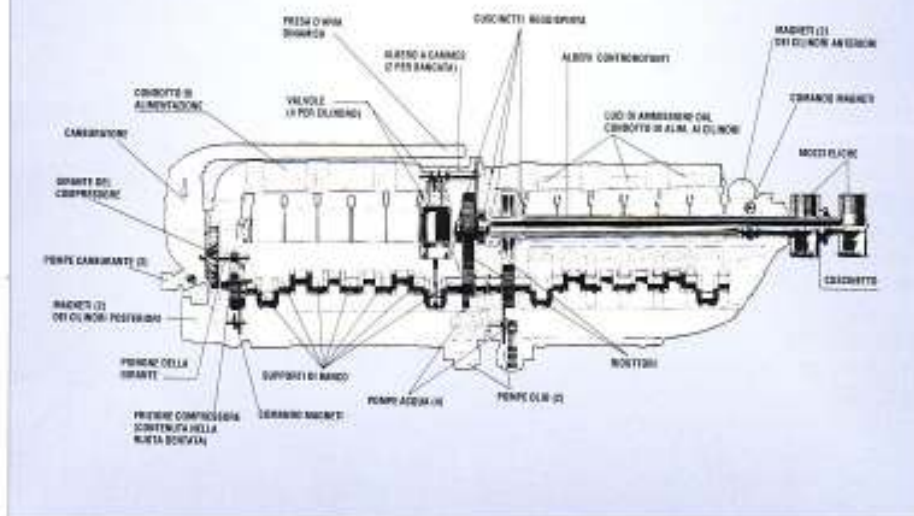 PRESA D'ARIA
DINAMICA
CUSCINETTI REGGISPINTA
MAGNETI (2)
DEI CILINDRI ANTERIORI
ALBERO A CAMMES
(2 PER BANCATA)
ALBERI CONTROROTANTI
CONDOTTO DI
ALIMENTAZIONE
VALVOLE
(4 PER CILINDRO)
LUCI DI AMMISSIONE DAL
CONDOTTO DI ALIM. AI CILINDRI
COMANDO MAGNETI
CARBURATORE
MOZZI ELICHE
GIRANTE DEL
COMPRESSORE
POMPE CARBURANTE (2)
CUSCINETTO
MAGNETI (2)
DEI CILINDRI POSTERIORI
PIGNONE DELLA
GIRANTE
SUPPORTI DI BANCO
RIDUTTORI
POMPE ACQUA (4)
POMPE OLIO (2)
FRIZIONE COMPRESSORE
(CONTENUTA NELLA
RUOTA DENTATA)
COMANDO MAGNETI